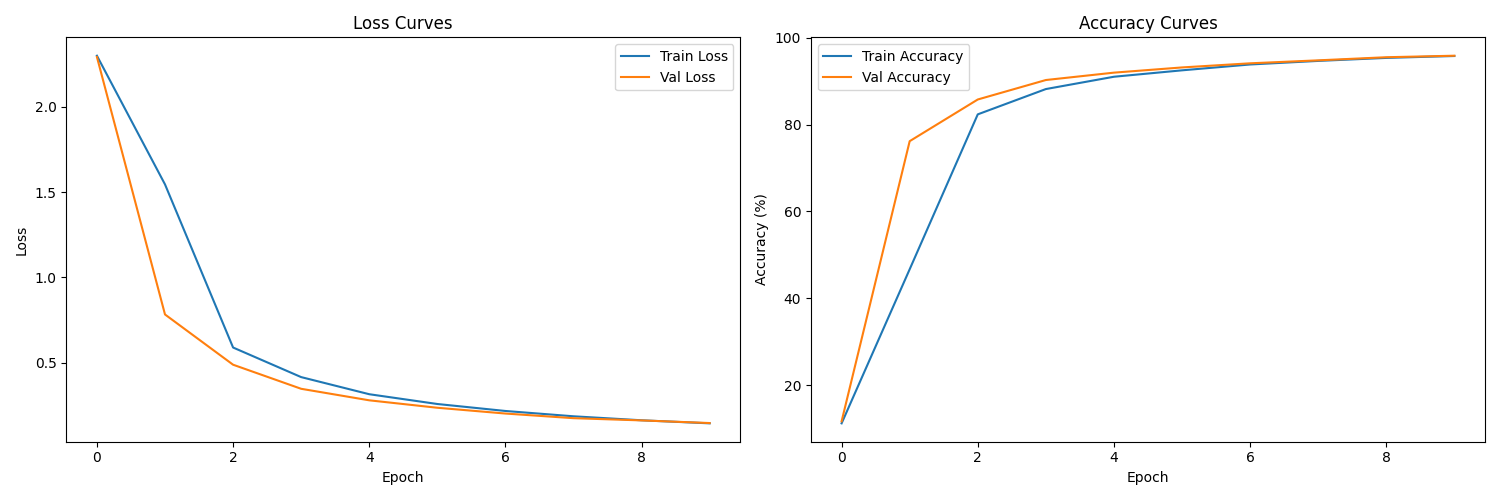 Loss Curves
Train Loss
Val Loss
2.0
1.5
1.0
0.5
Loss
0 2 4 6 8
Epoch
Accuracy Curves
Train Accuracy
Val Accuracy
100
80
60
40
20
Accuracy (%)
0 2 4 6 8
Epoch